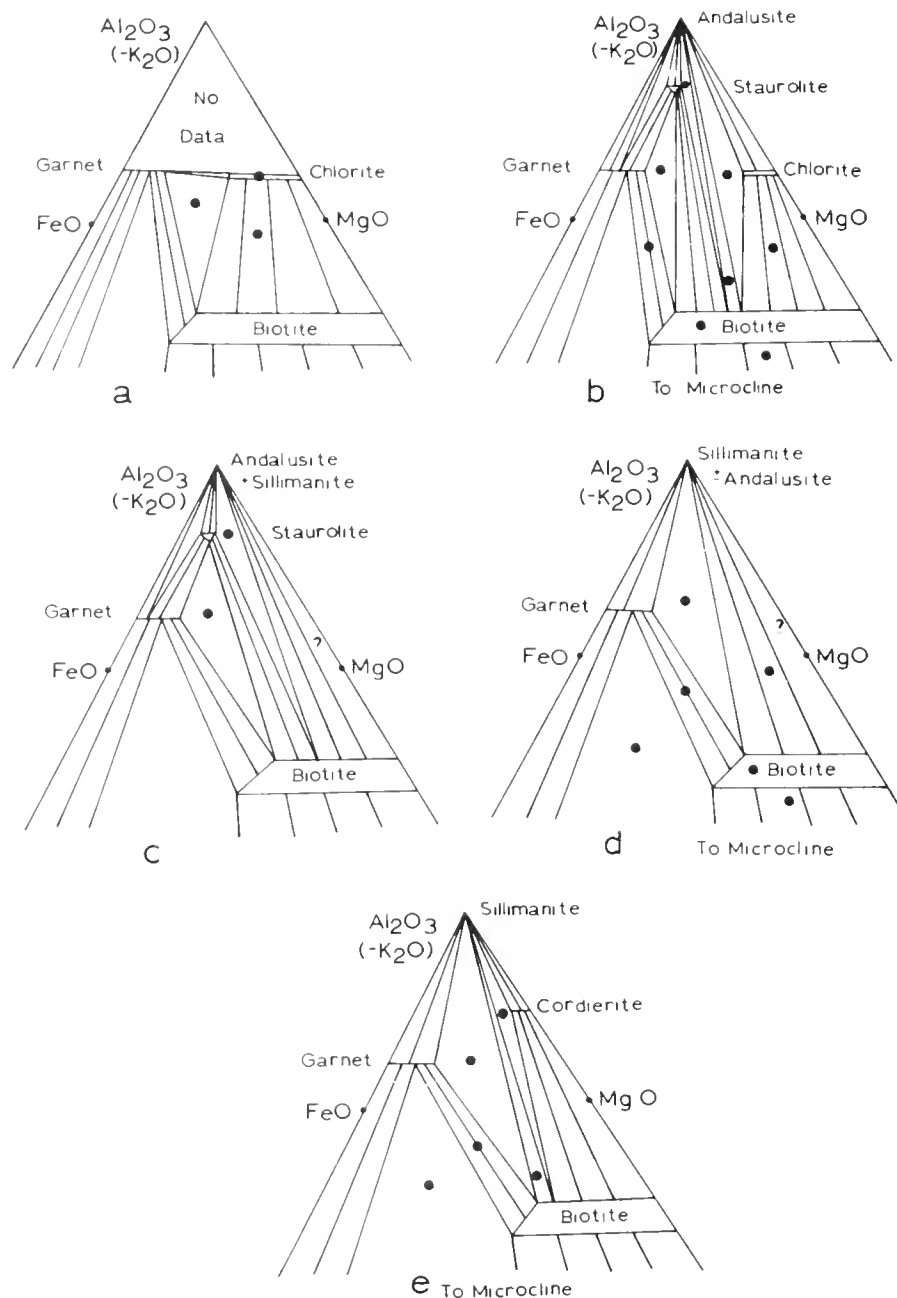 Al2O3
(-K2O)
No
Data
Garnet
Chlorite
FeO
MgO
Biotite
a
Al2O3
(-K2O)
Andalusite
Staurolite
Garnet
Chlorite
FeO
MgO
Biotite
b
To Microcline
Al2O3
(-K2O)
Andalusite
+Sillimanite
Staurolite
Garnet
?
FeO
MgO
Biotite
c
Al2O3
(-K2O)
Sillimanite
±Andalusite
Garnet
?
FeO
MgO
Biotite
d
To Microcline
Al2O3
(-K2O)
Sillimanite
Cordierite
Garnet
FeO
MgO
Biotite
e
To Microcline